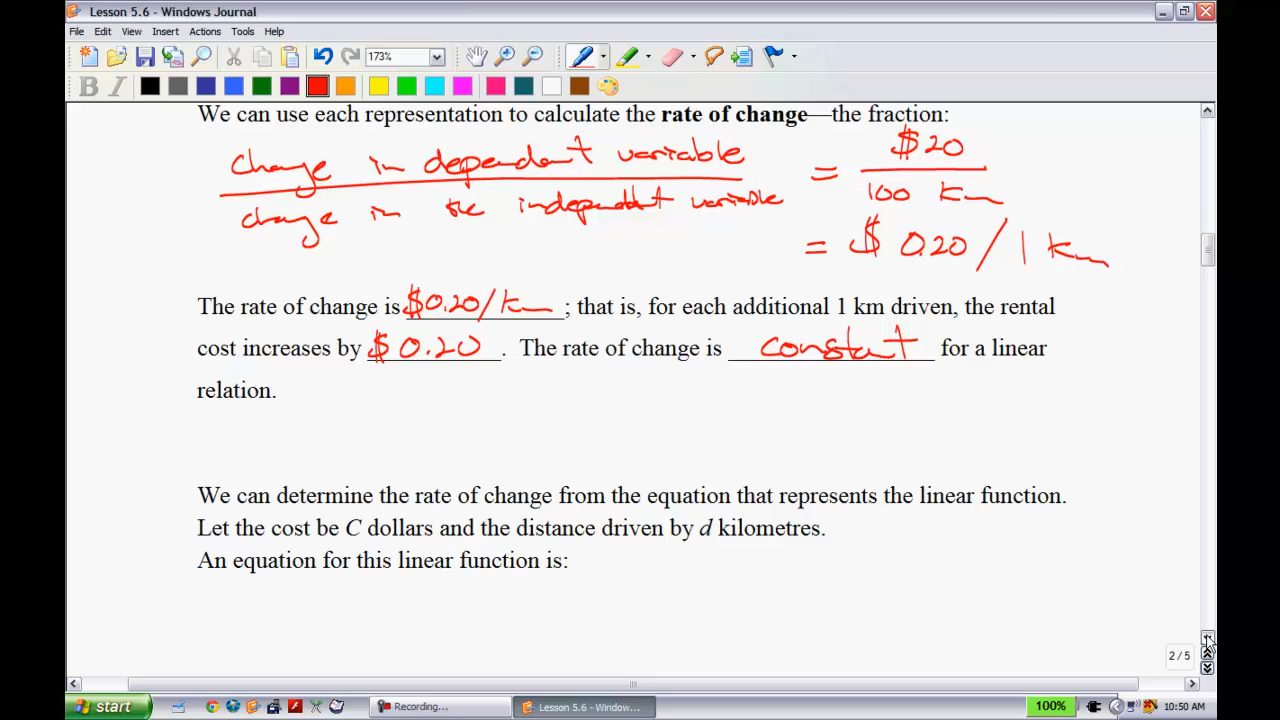 Lesson 5.6 - Windows Journal
File Edit View Insert Actions Tools Help
173%
B I
We can use each representation to calculate the rate of change—the fraction:
change in dependent variable = $20
change in the independent variable 100 km
= $ 0.20 / 1 km
The rate of change is $0.20/km ; that is, for each additional 1 km driven, the rental
cost increases by $ 0.20 . The rate of change is constant for a linear
relation.
We can determine the rate of change from the equation that represents the linear function.
Let the cost be C dollars and the distance driven by d kilometres.
An equation for this linear function is:
2 / 5
start Recording... Lesson 5.6 - Window... 100% 10:50 AM